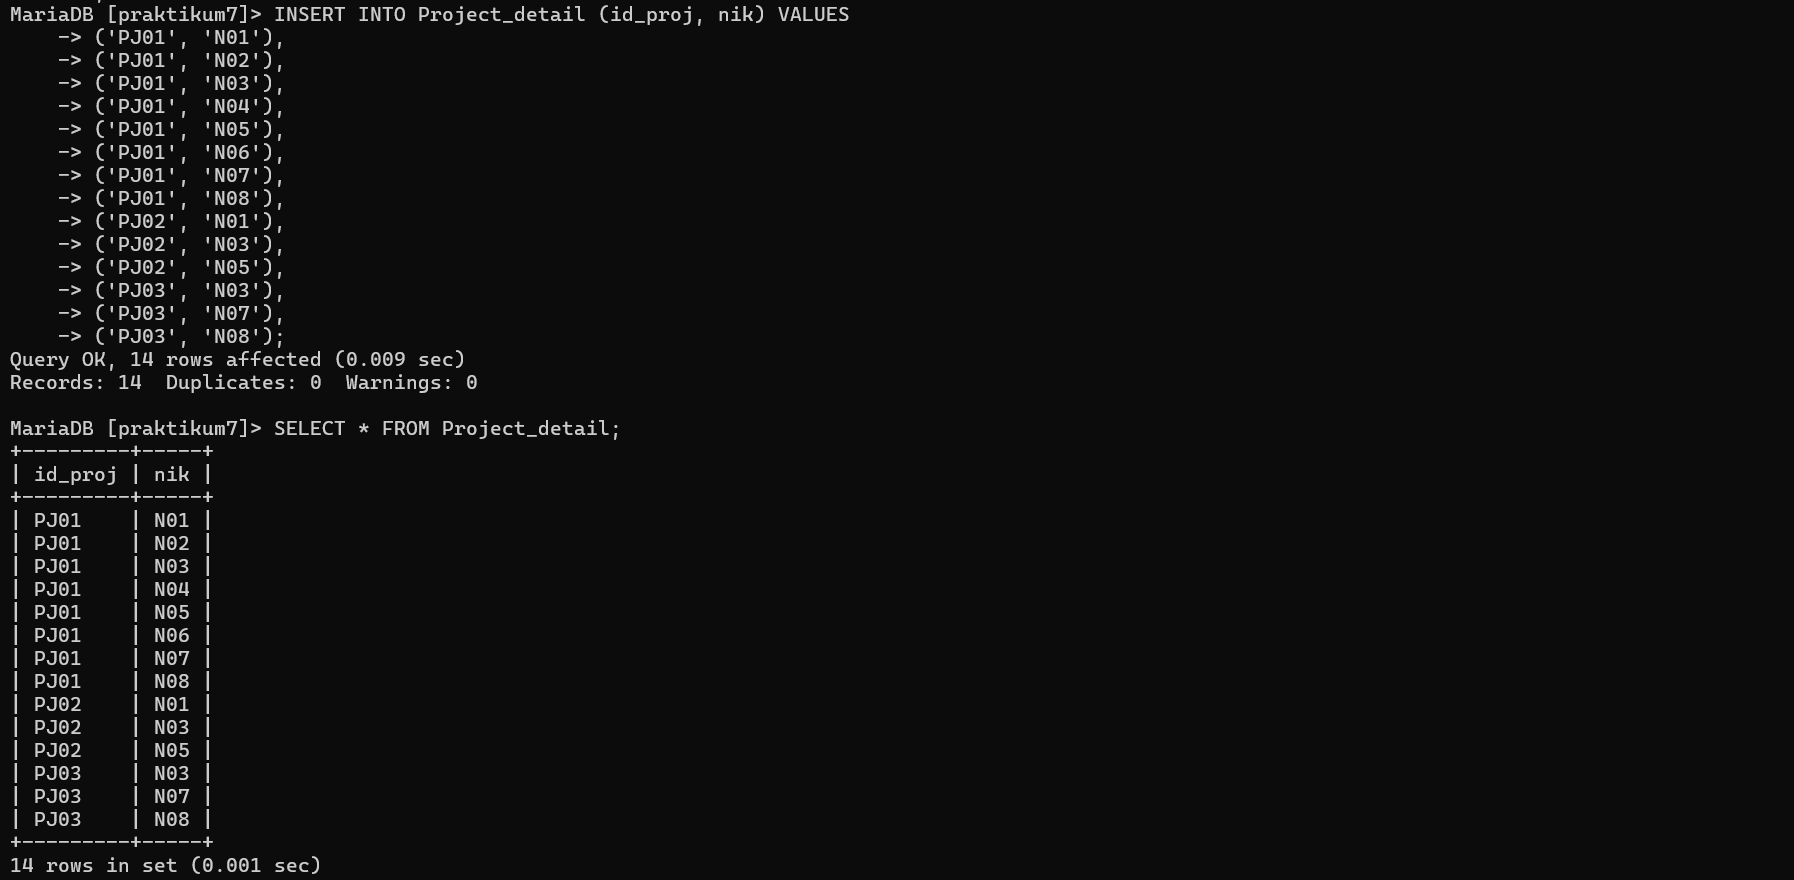 MariaDB [praktikum7]> INSERT INTO Project_detail (id_proj, nik) VALUES
    -> ('PJ01', 'N01'),
    -> ('PJ01', 'N02'),
    -> ('PJ01', 'N03'),
    -> ('PJ01', 'N04'),
    -> ('PJ01', 'N05'),
    -> ('PJ01', 'N06'),
    -> ('PJ01', 'N07'),
    -> ('PJ01', 'N08'),
    -> ('PJ02', 'N01'),
    -> ('PJ02', 'N03'),
    -> ('PJ02', 'N05'),
    -> ('PJ03', 'N03'),
    -> ('PJ03', 'N07'),
    -> ('PJ03', 'N08');
Query OK, 14 rows affected (0.009 sec)
Records: 14  Duplicates: 0  Warnings: 0

MariaDB [praktikum7]> SELECT * FROM Project_detail;
+---------+-----+
| id_proj | nik |
+---------+-----+
| PJ01    | N01 |
| PJ01    | N02 |
| PJ01    | N03 |
| PJ01    | N04 |
| PJ01    | N05 |
| PJ01    | N06 |
| PJ01    | N07 |
| PJ01    | N08 |
| PJ02    | N01 |
| PJ02    | N03 |
| PJ02    | N05 |
| PJ03    | N03 |
| PJ03    | N07 |
| PJ03    | N08 |
+---------+-----+
14 rows in set (0.001 sec)